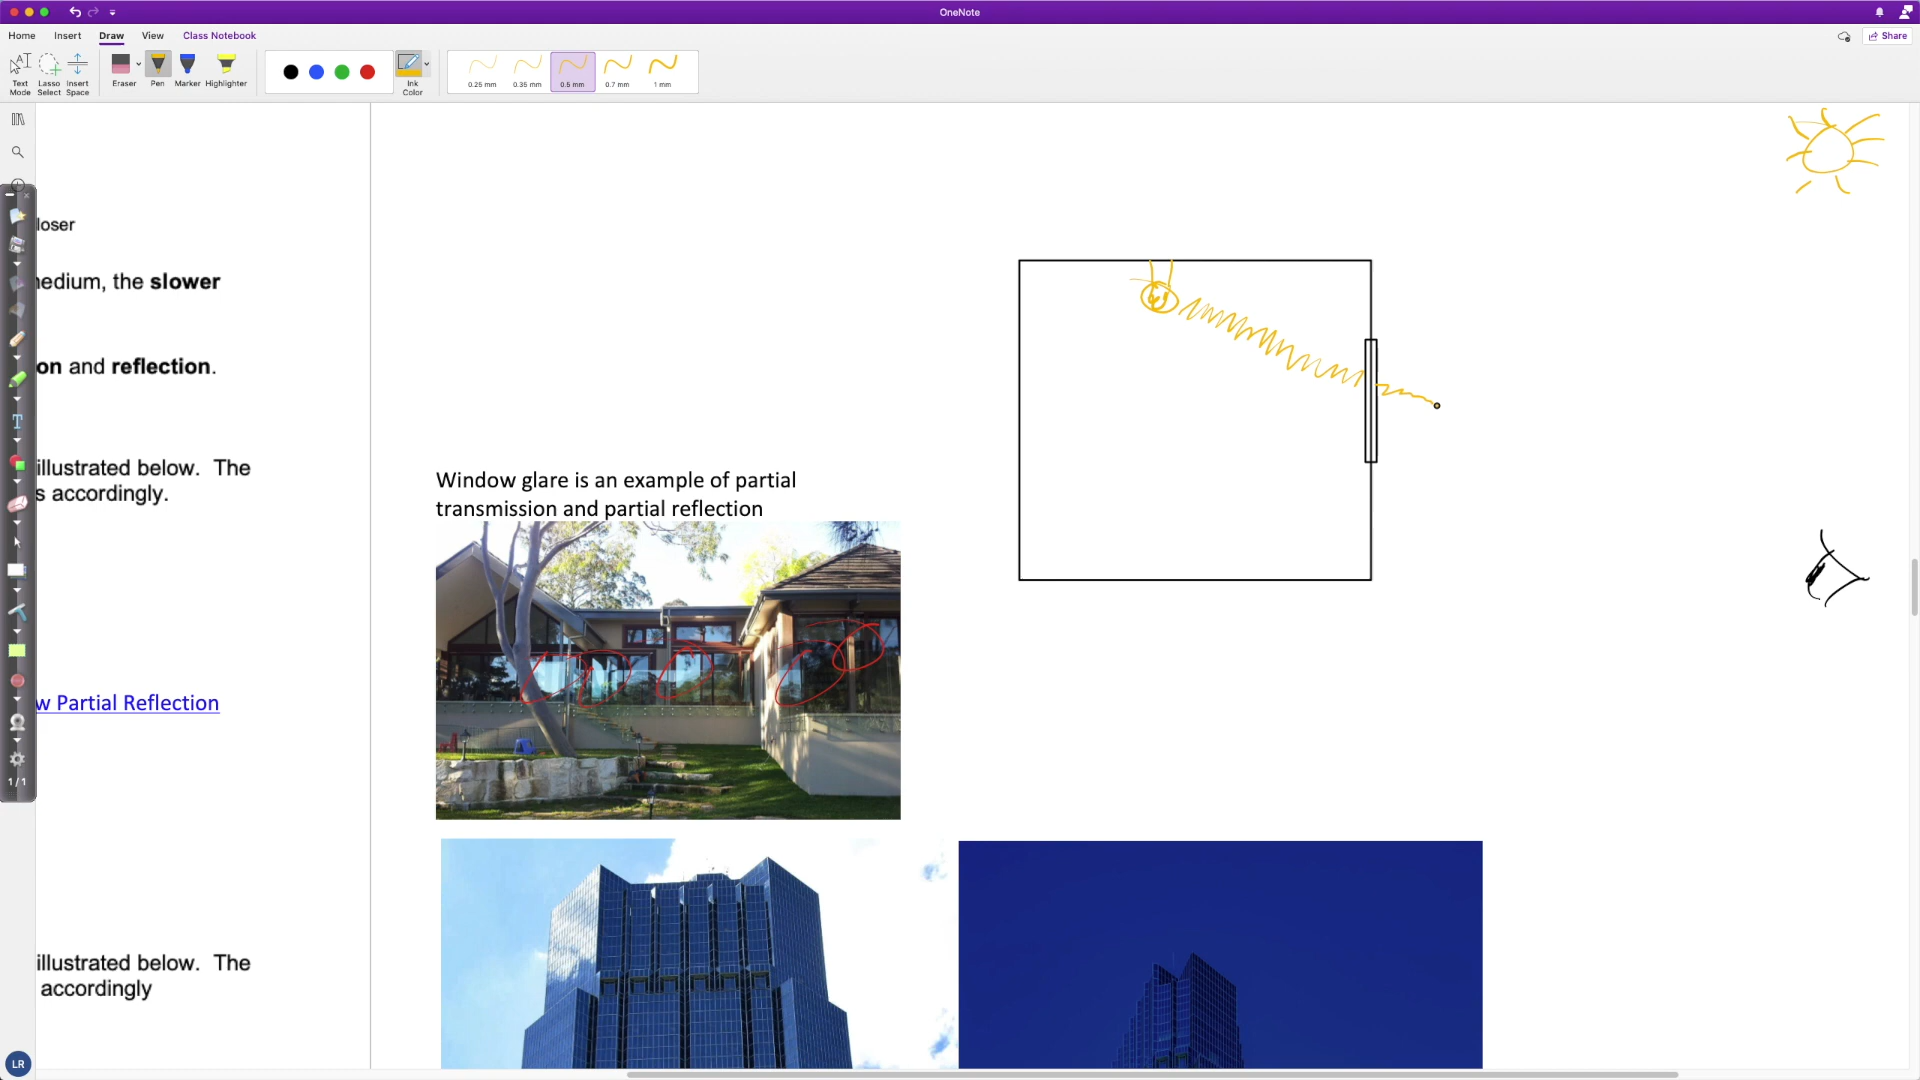 OneNote
Home Insert Draw View Class Notebook
Share
Text Mode
Lasso Select
Insert Space
Eraser
Pen
Marker
Highlighter
Ink Color
0.25 mm
0.35 mm
0.5 mm
0.7 mm
1 mm
loser
nedium, the slower
on and reflection.
illustrated below. The
s accordingly.
w Partial Reflection
illustrated below. The
accordingly
1 / 1
LR
Window glare is an example of partial
transmission and partial reflection